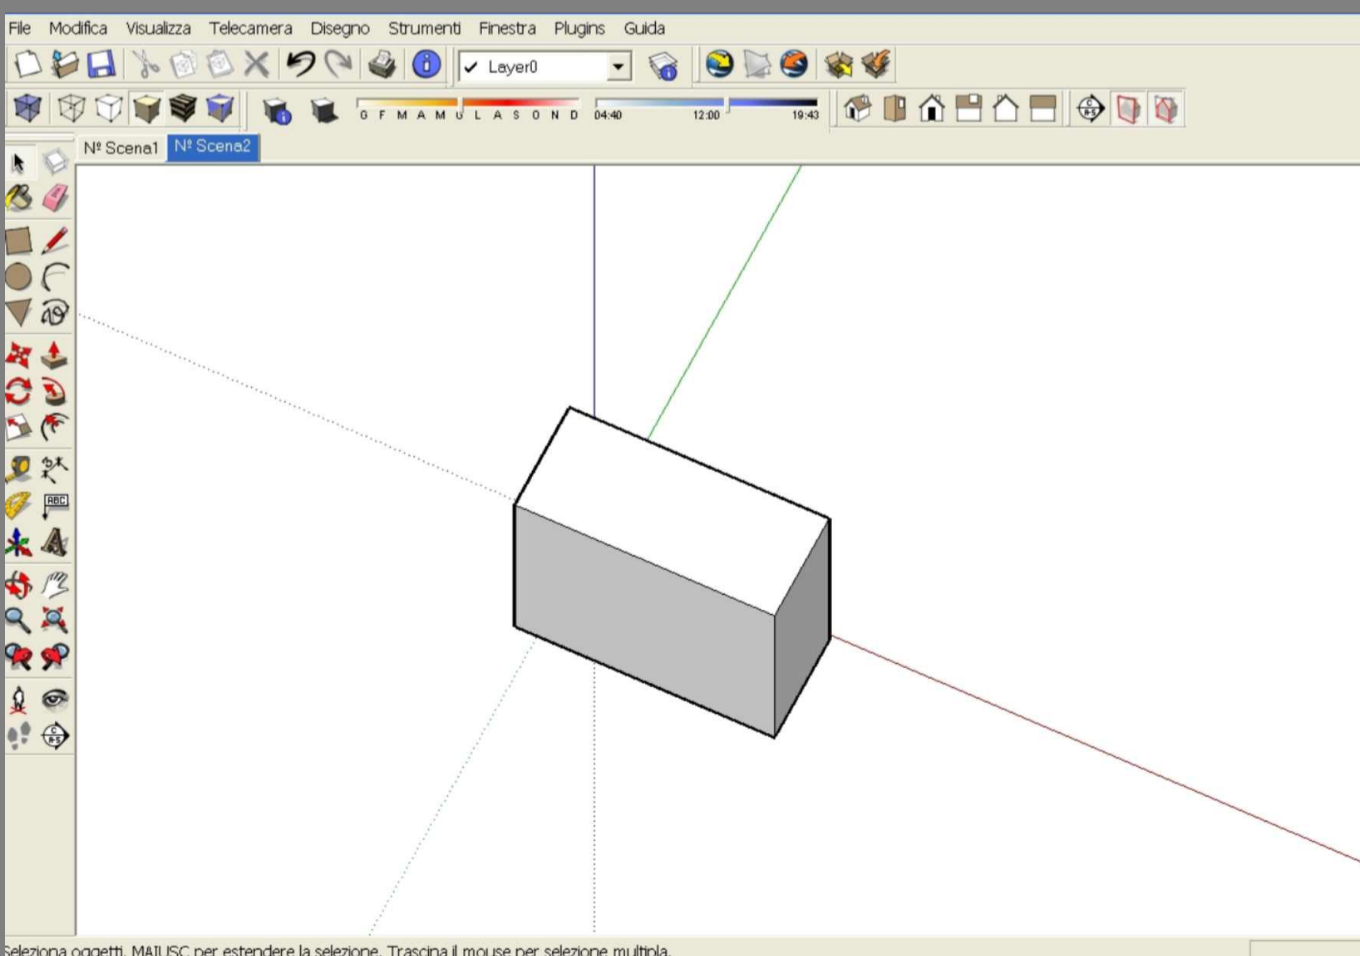 File Modifica Visualizza Telecamera Disegno Strumenti Finestra Plugins Guida
Layer0
G F M A M G L A S O N D 04:40 12:00 19:43
Nº Scena1 Nº Scena2
ABC
Seleziona oggetti. MAIUSC per estendere la selezione. Trascina il mouse per selezione multipla.